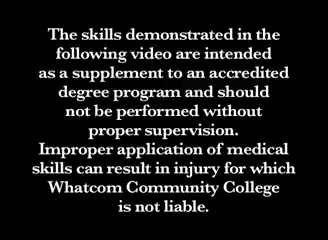 The skills demonstrated in the
following video are intended
as a supplement to an accredited
degree program and should
not be performed without
proper supervision.
Improper application of medical
skills can result in injury for which
Whatcom Community College
is not liable.